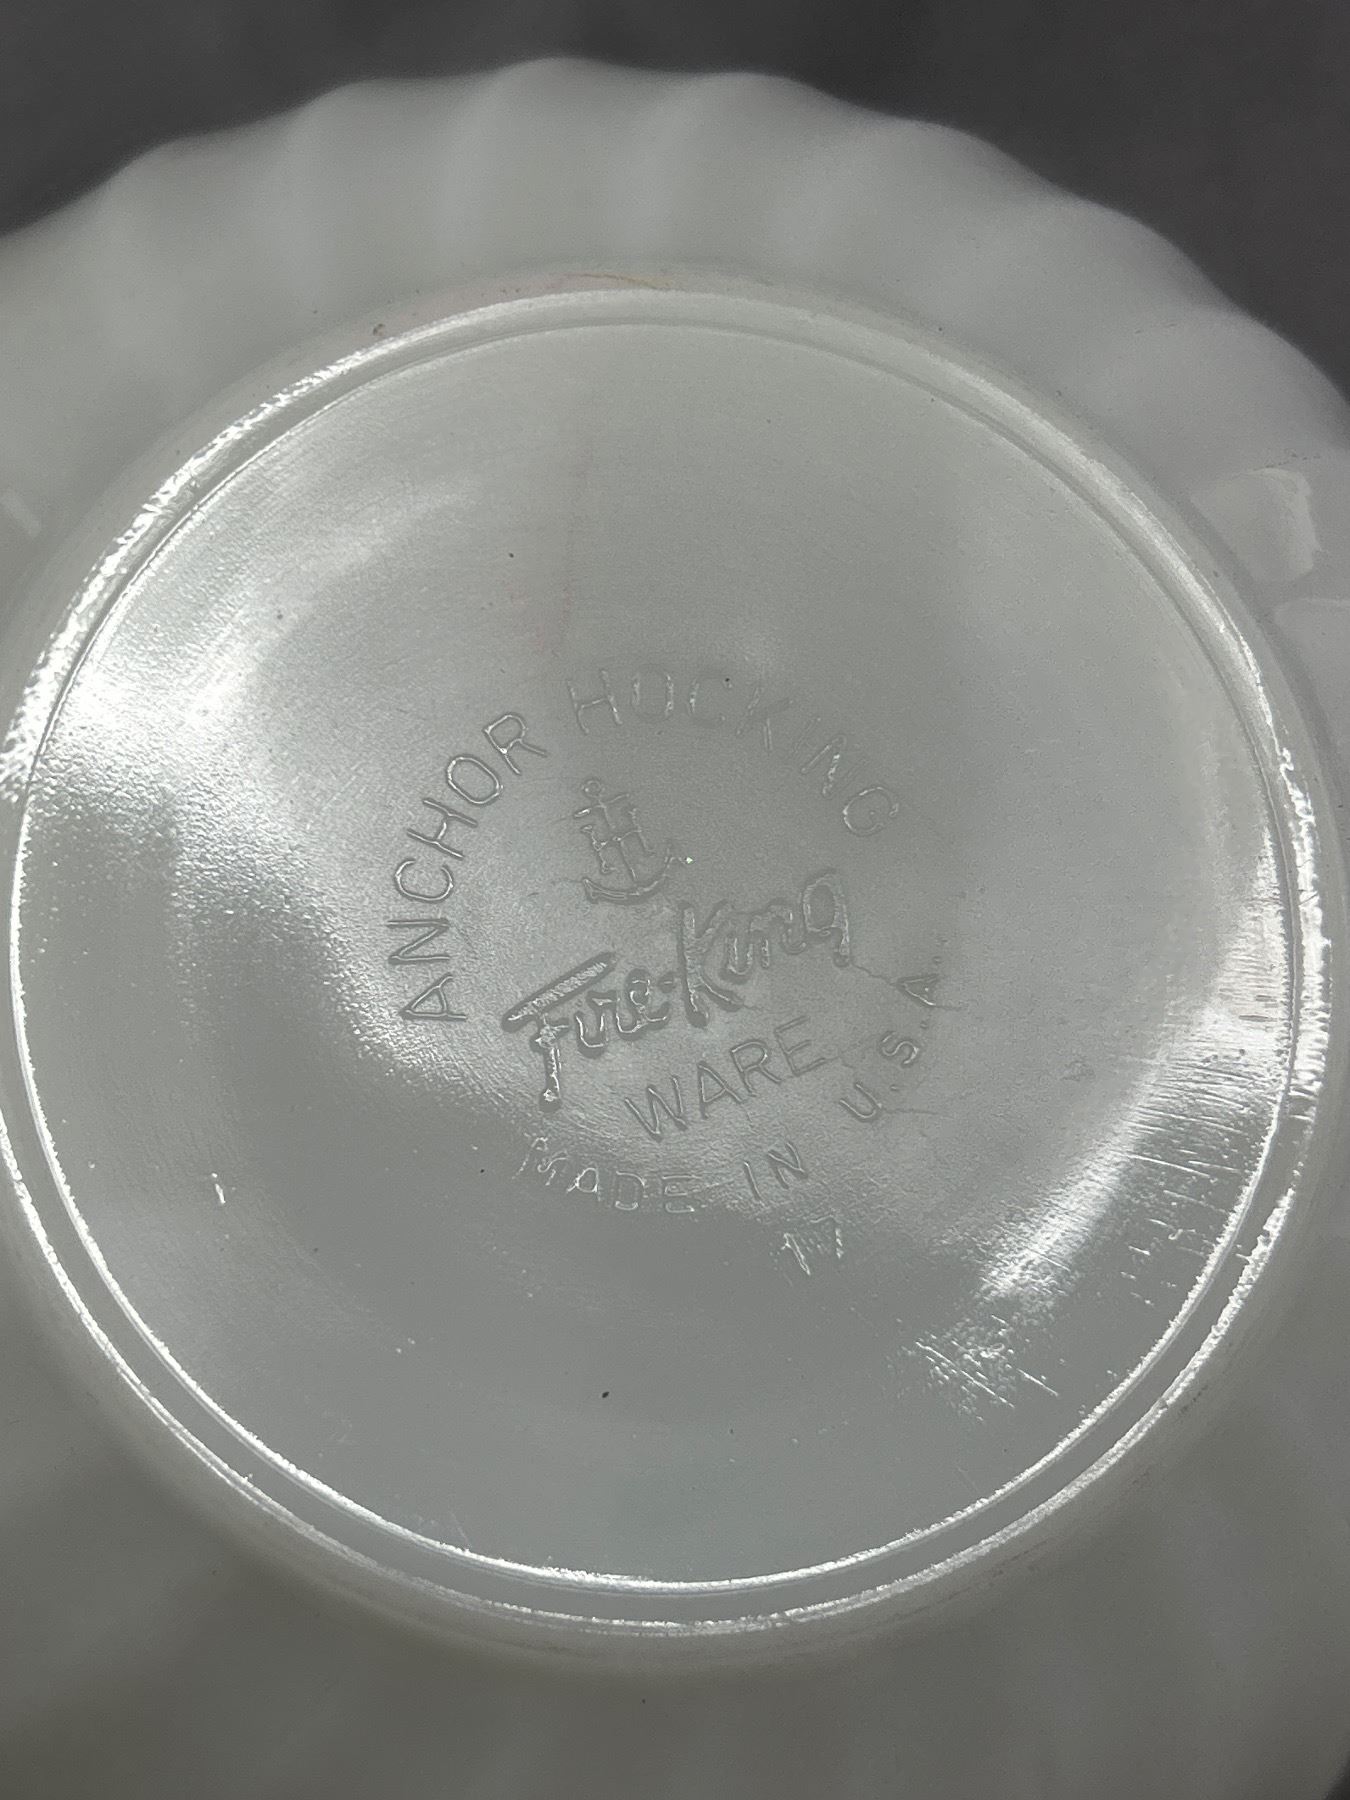 ANCHOR HOCKING
H
Fire-King
WARE
MADE IN U.S.A.
17